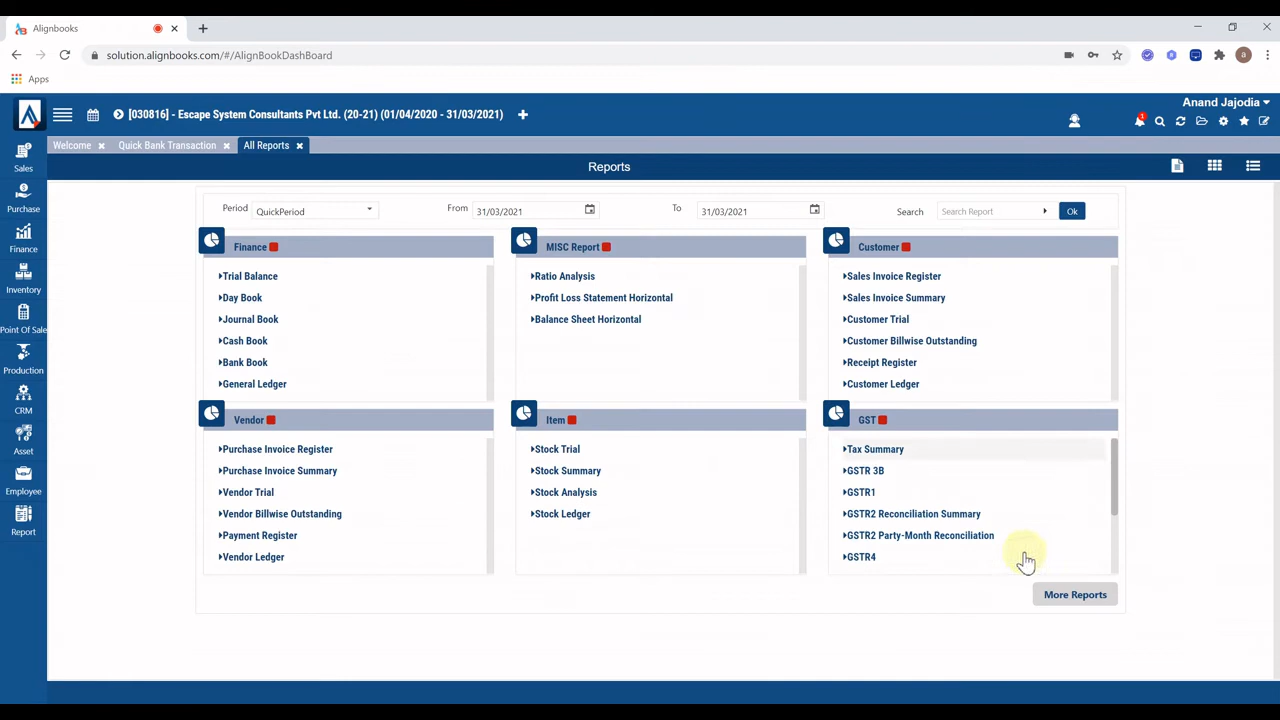 Alignbooks
solution.alignbooks.com/#/AlignBookDashBoard
Apps
Anand Jajodia
[030816] - Escape System Consultants Pvt Ltd. (20-21) (01/04/2020 - 31/03/2021)
1
Welcome
Quick Bank Transaction
All Reports
Reports
Sales
Purchase
Finance
Inventory
Point Of Sale
Production
CRM
Asset
Employee
Report
Period
QuickPeriod
From
31/03/2021
To
31/03/2021
Search
Search Report
Ok
Finance
Trial Balance
Day Book
Journal Book
Cash Book
Bank Book
General Ledger
MISC Report
Ratio Analysis
Profit Loss Statement Horizontal
Balance Sheet Horizontal
Customer
Sales Invoice Register
Sales Invoice Summary
Customer Trial
Customer Billwise Outstanding
Receipt Register
Customer Ledger
Vendor
Purchase Invoice Register
Purchase Invoice Summary
Vendor Trial
Vendor Billwise Outstanding
Payment Register
Vendor Ledger
Item
Stock Trial
Stock Summary
Stock Analysis
Stock Ledger
GST
Tax Summary
GSTR 3B
GSTR1
GSTR2 Reconciliation Summary
GSTR2 Party-Month Reconciliation
GSTR4
More Reports